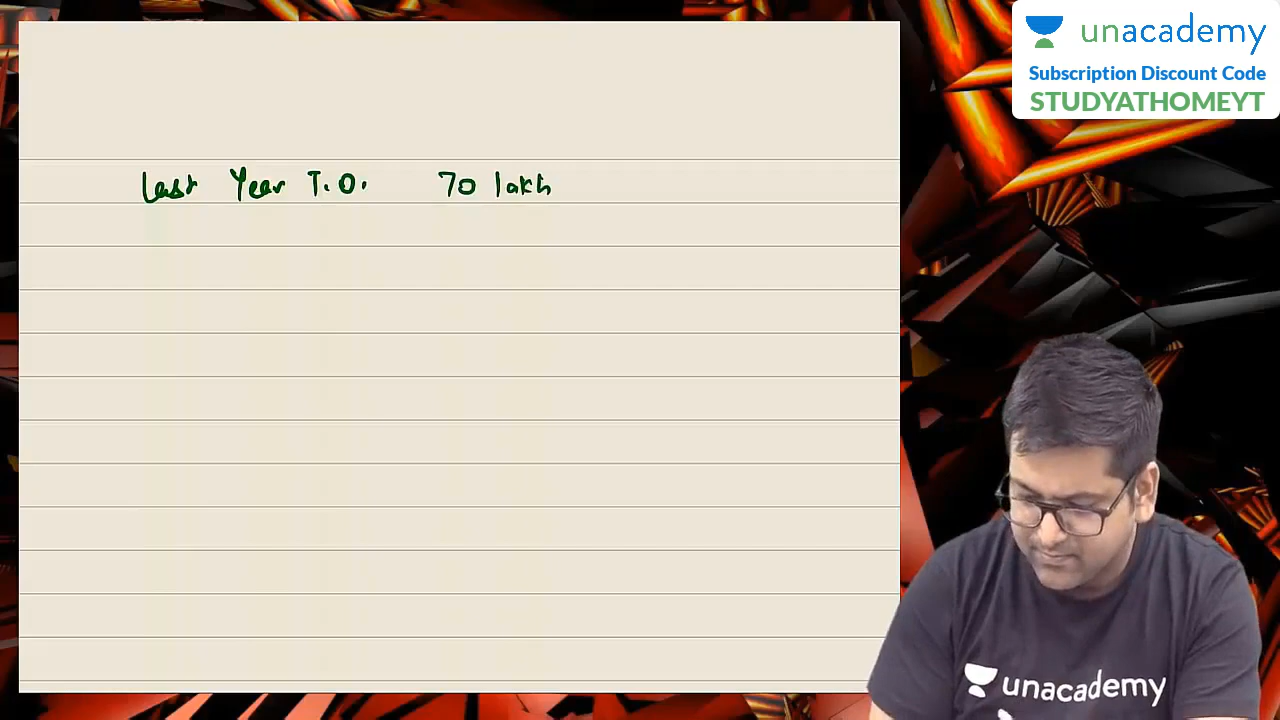 unacademy
Subscription Discount Code
STUDYATHOMEYT
Last Year T.O. 70 lakh
unacademy